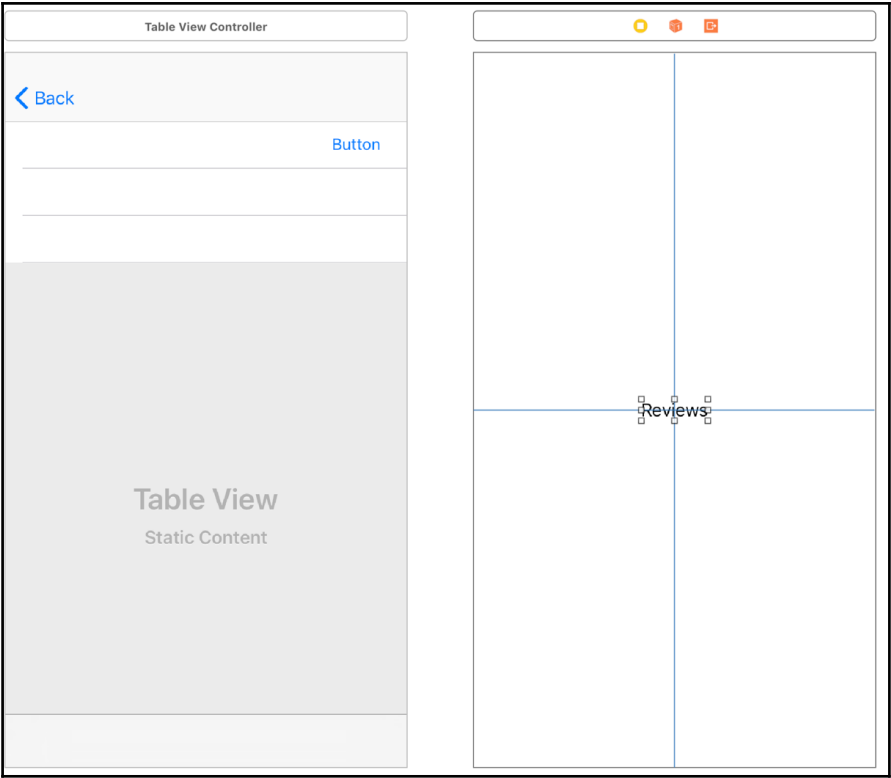 Table View Controller
Back
Button
Table View
Static Content
Reviews